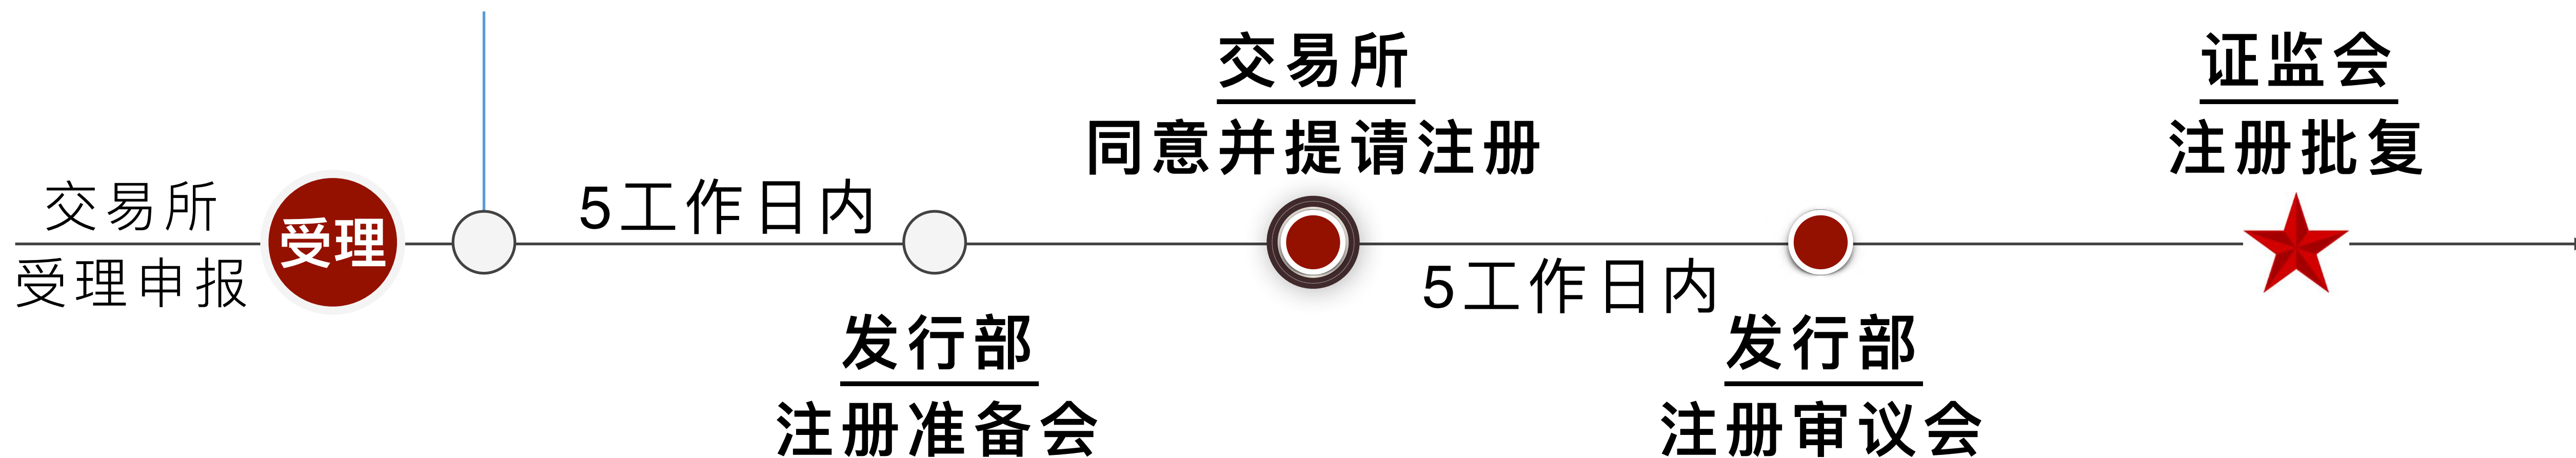 交易所
受理申报
受理
5工作日内
发行部
注册准备会
交易所
同意并提请注册
5工作日内
发行部
注册审议会
证监会
注册批复